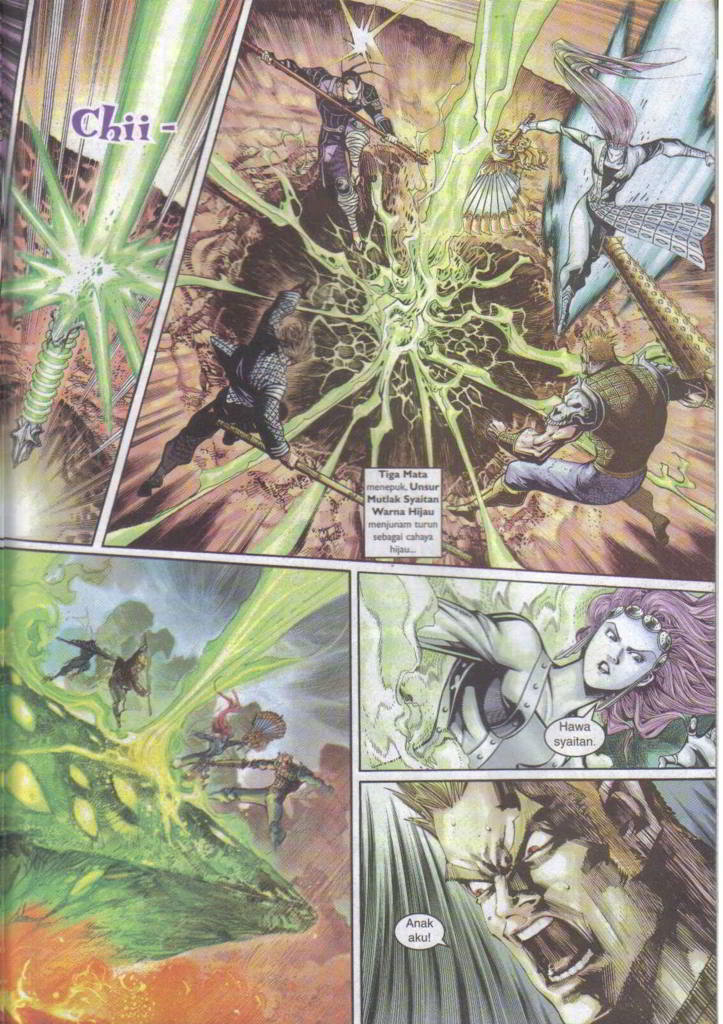 Chii -
Tiga Mata
menepuk, Unsur
Mutlak Syaitan
Warna Hijau
menjunam turun
sebagai cahaya
hijau...
Hawa
syaitan.
Anak
aku!